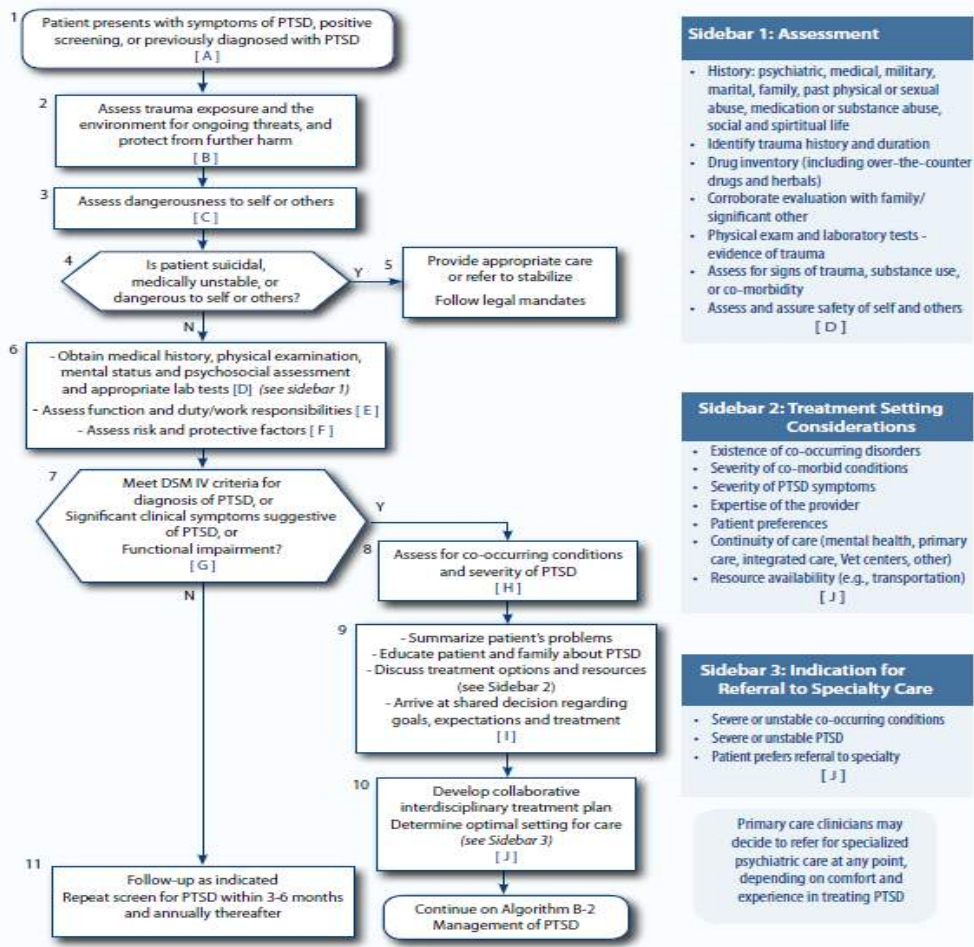 1
Patient presents with symptoms of PTSD, positive
screening, or previously diagnosed with PTSD
[ A ]
2
Assess trauma exposure and the
environment for ongoing threats, and
protect from further harm
[ B ]
3
Assess dangerousness to self or others
[ C ]
4
Is patient suicidal,
medically unstable, or
dangerous to self or others?
Y
N
5
Provide appropriate care
or refer to stabilize
Follow legal mandates
6
- Obtain medical history, physical examination,
mental status and psychosocial assessment
and appropriate lab tests [D] (see sidebar 1)
- Assess function and duty/work responsibilities [ E ]
- Assess risk and protective factors [ F ]
7
Meet DSM IV criteria for
diagnosis of PTSD, or
Significant clinical symptoms suggestive
of PTSD, or
Functional impairment?
[ G ]
Y
N
8
Assess for co-occurring conditions
and severity of PTSD
[ H ]
9
- Summarize patient's problems
- Educate patient and family about PTSD
- Discuss treatment options and resources
(see Sidebar 2)
- Arrive at shared decision regarding
goals, expectations and treatment
[ I ]
10
Develop collaborative
interdisciplinary treatment plan
Determine optimal setting for care
(see Sidebar 3)
[ J ]
11
Follow-up as indicated
Repeat screen for PTSD within 3-6 months
and annually thereafter
Continue on Algorithm B-2
Management of PTSD
Sidebar 1: Assessment
• History: psychiatric, medical, military,
marital, family, past physical or sexual
abuse, medication or substance abuse,
social and spirtitual life
• Identify trauma history and duration
• Drug inventory (including over-the-counter
drugs and herbals)
• Corroborate evaluation with family/
significant other
• Physical exam and laboratory tests -
evidence of trauma
• Assess for signs of trauma, substance use,
or co-morbidity
• Assess and assure safety of self and others
[ D ]
Sidebar 2: Treatment Setting
Considerations
• Existence of co-occurring disorders
• Severity of co-morbid conditions
• Severity of PTSD symptoms
• Expertise of the provider
• Patient preferences
• Continuity of care (mental health, primary
care, integrated care, Vet centers, other)
• Resource availability (e.g., transportation)
[ J ]
Sidebar 3: Indication for
Referral to Specialty Care
• Severe or unstable co-occurring conditions
• Severe or unstable PTSD
• Patient prefers referral to specialty
[ J ]
Primary care clinicians may
decide to refer for specialized
psychiatric care at any point,
depending on comfort and
experience in treating PTSD